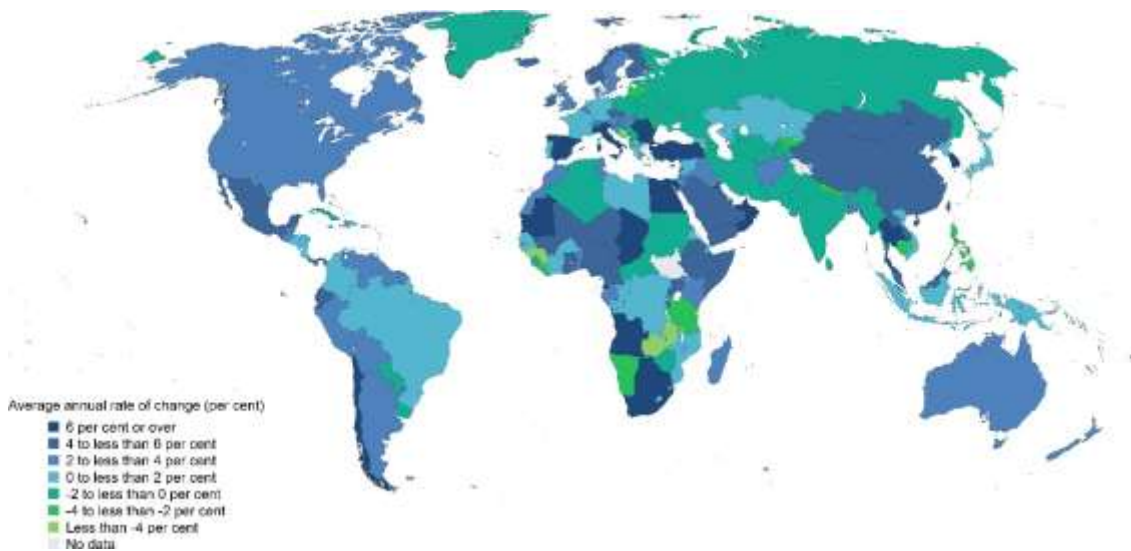 Average annual rate of change (per cent)
6 per cent or over
4 to less than 6 per cent
2 to less than 4 per cent
0 to less than 2 per cent
-2 to less than 0 per cent
-4 to less than -2 per cent
Less than -4 per cent
No data